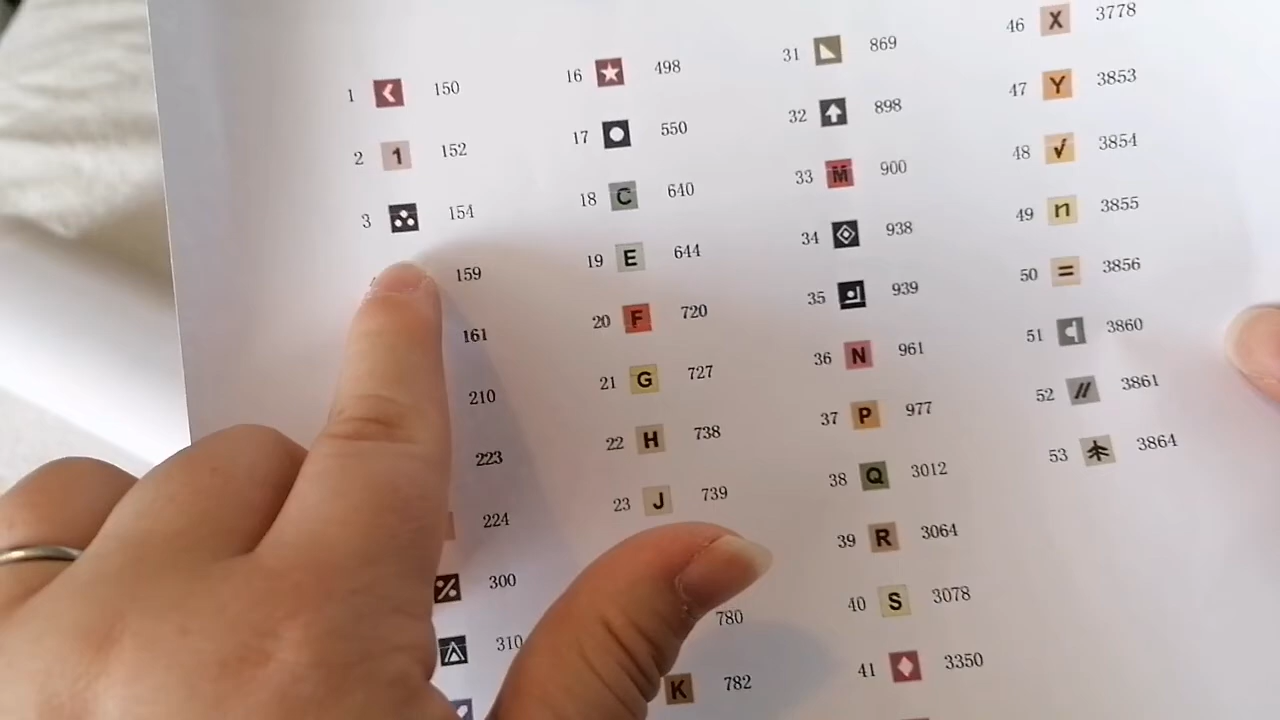 1 150
2 1 152
3 154
159
161
210
223
224
% 300
310
16 ★ 498
17 ● 550
18 C 640
19 E 644
20 F 720
21 G 727
22 H 738
23 J 739
780
K 782
31 869
32 898
33 M 900
34 938
35 939
36 N 961
37 P 977
38 Q 3012
39 R 3064
40 S 3078
41 ♦ 3350
46 X 3778
47 Y 3853
48 √ 3854
49 n 3855
50 = 3856
51 3860
52 // 3861
53 3864